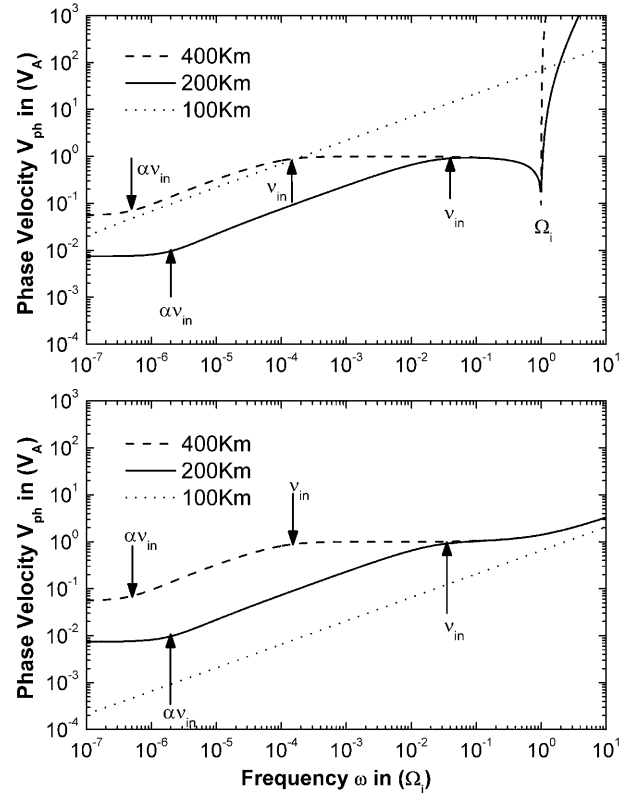 Phase Velocity V_ph in (V_A)
10^3
10^2
10^1
10^0
10^-1
10^-2
10^-3
10^-4
400Km
200Km
100Km
αν_in
ν_in
ν_in
Ω_i
αν_in
10^-7
10^-6
10^-5
10^-4
10^-3
10^-2
10^-1
10^0
10^1
Phase Velocity V_ph in (V_A)
10^3
10^2
10^1
10^0
10^-1
10^-2
10^-3
10^-4
400Km
200Km
100Km
ν_in
αν_in
ν_in
αν_in
10^-7
10^-6
10^-5
10^-4
10^-3
10^-2
10^-1
10^0
10^1
Frequency ω in (Ω_i)